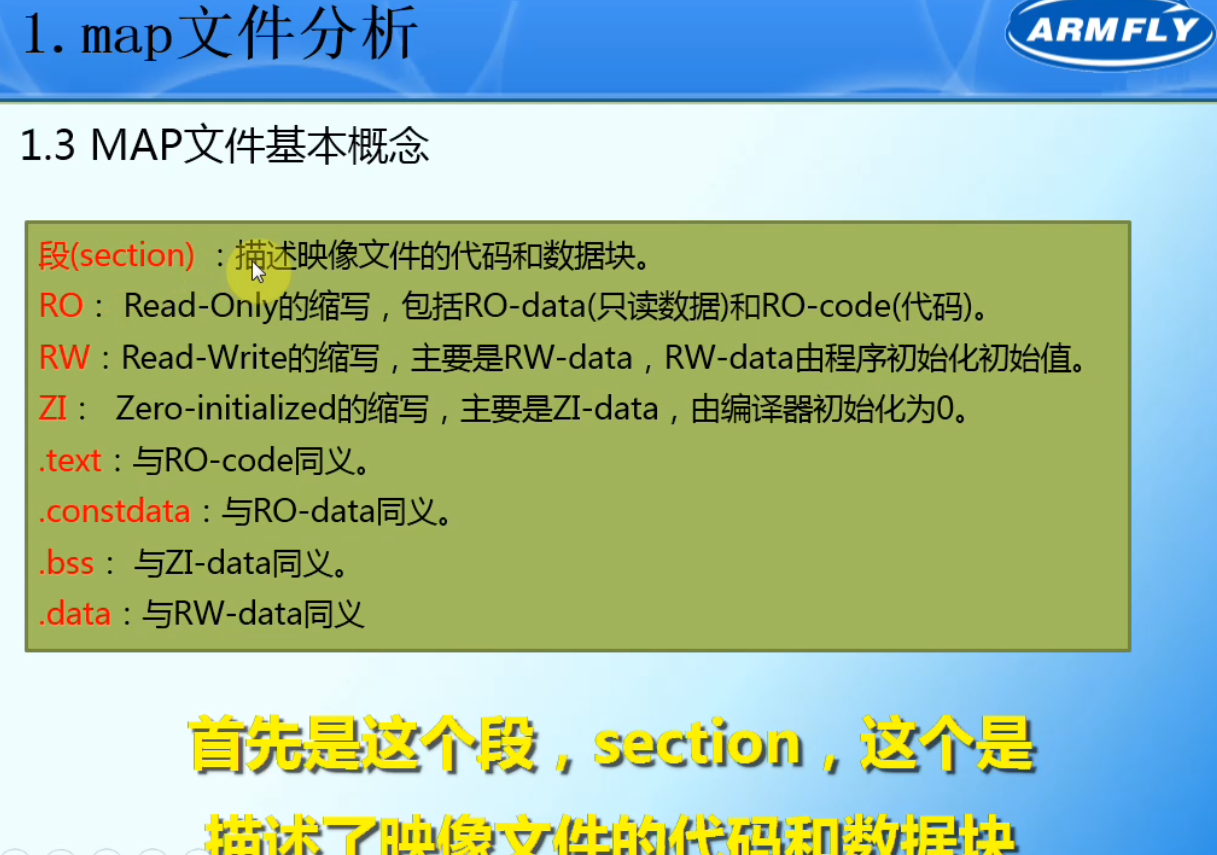 1.map文件分析
ARMFLY
1.3 MAP文件基本概念
段(section) ：描述映像文件的代码和数据块。
RO： Read-Only的缩写，包括RO-data(只读数据)和RO-code(代码)。
RW：Read-Write的缩写，主要是RW-data，RW-data由程序初始化初始值。
ZI： Zero-initialized的缩写，主要是ZI-data，由编译器初始化为0。
.text：与RO-code同义。
.constdata：与RO-data同义。
.bss： 与ZI-data同义。
.data：与RW-data同义
首先是这个段，section，这个是
描述了映像文件的代码和数据块